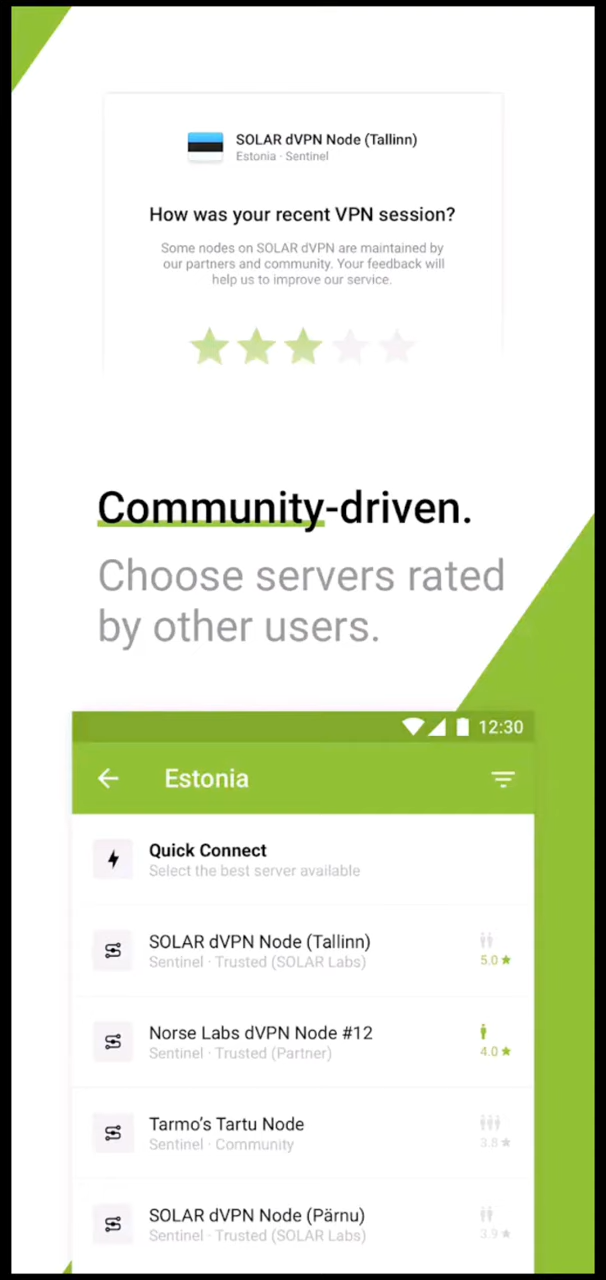 SOLAR dVPN Node (Tallinn)
Estonia · Sentinel
How was your recent VPN session?
Some nodes on SOLAR dVPN are maintained by
our partners and community. Your feedback will
help us to improve our service.
Community-driven.
Choose servers rated
by other users.
12:30
Estonia
Quick Connect
Select the best server available
SOLAR dVPN Node (Tallinn)
Sentinel · Trusted (SOLAR Labs)
5.0
Norse Labs dVPN Node #12
Sentinel · Trusted (Partner)
4.0
Tarmo’s Tartu Node
Sentinel · Community
3.8
SOLAR dVPN Node (Pärnu)
Sentinel · Trusted (SOLAR Labs)
3.9